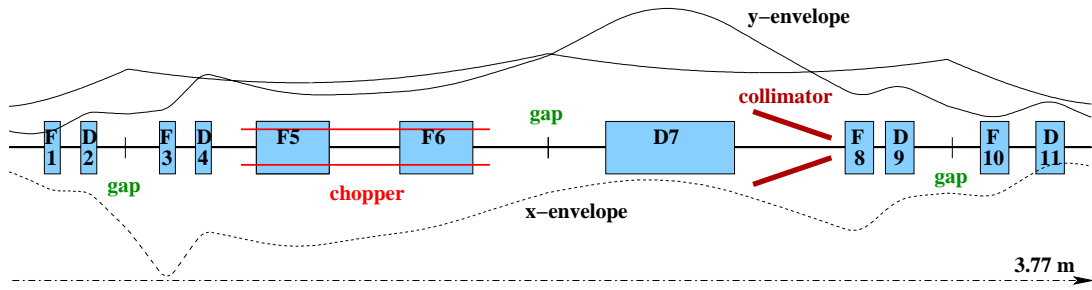 y−envelope
collimator
gap
F D F D F5 F6 D7 F D F D
1 2 3 4 8 9 10 11
gap gap
chopper
x−envelope
3.77 m